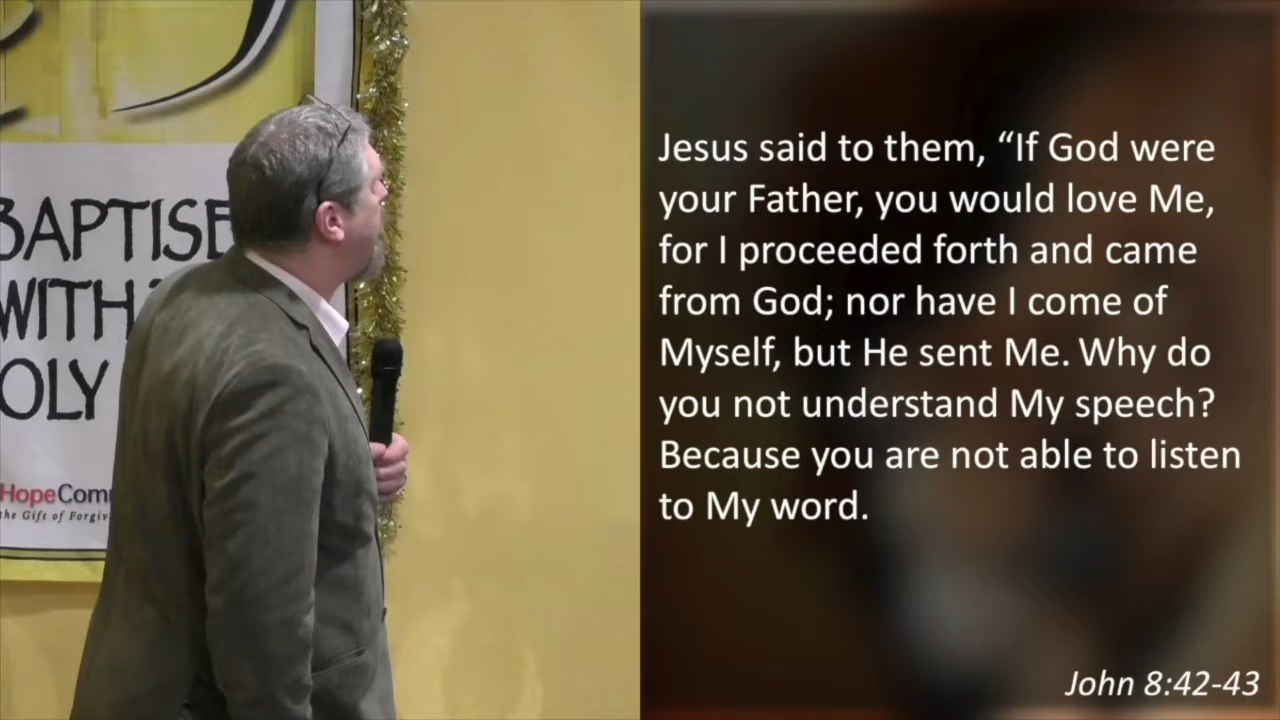 BAPTISE
WITH
OLY
HopeCom
the Gift of Forgiv
Jesus said to them, “If God were
your Father, you would love Me,
for I proceeded forth and came
from God; nor have I come of
Myself, but He sent Me. Why do
you not understand My speech?
Because you are not able to listen
to My word.
John 8:42-43